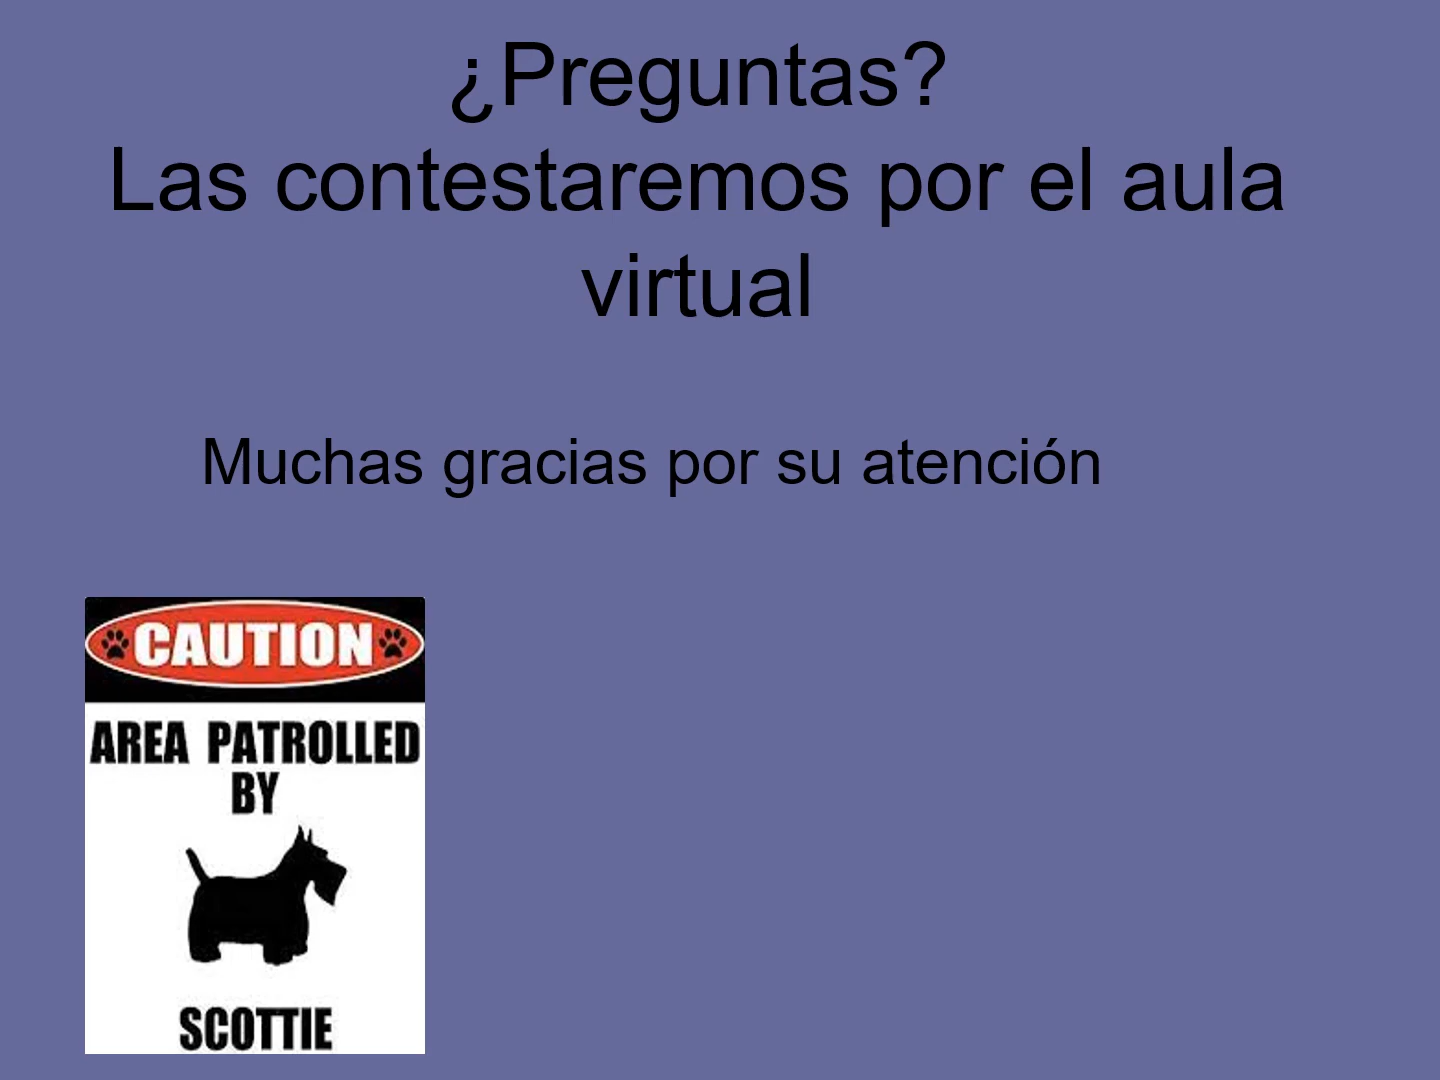 ¿Preguntas?
Las contestaremos por el aula
virtual
Muchas gracias por su atención
CAUTION
AREA PATROLLED
BY
SCOTTIE